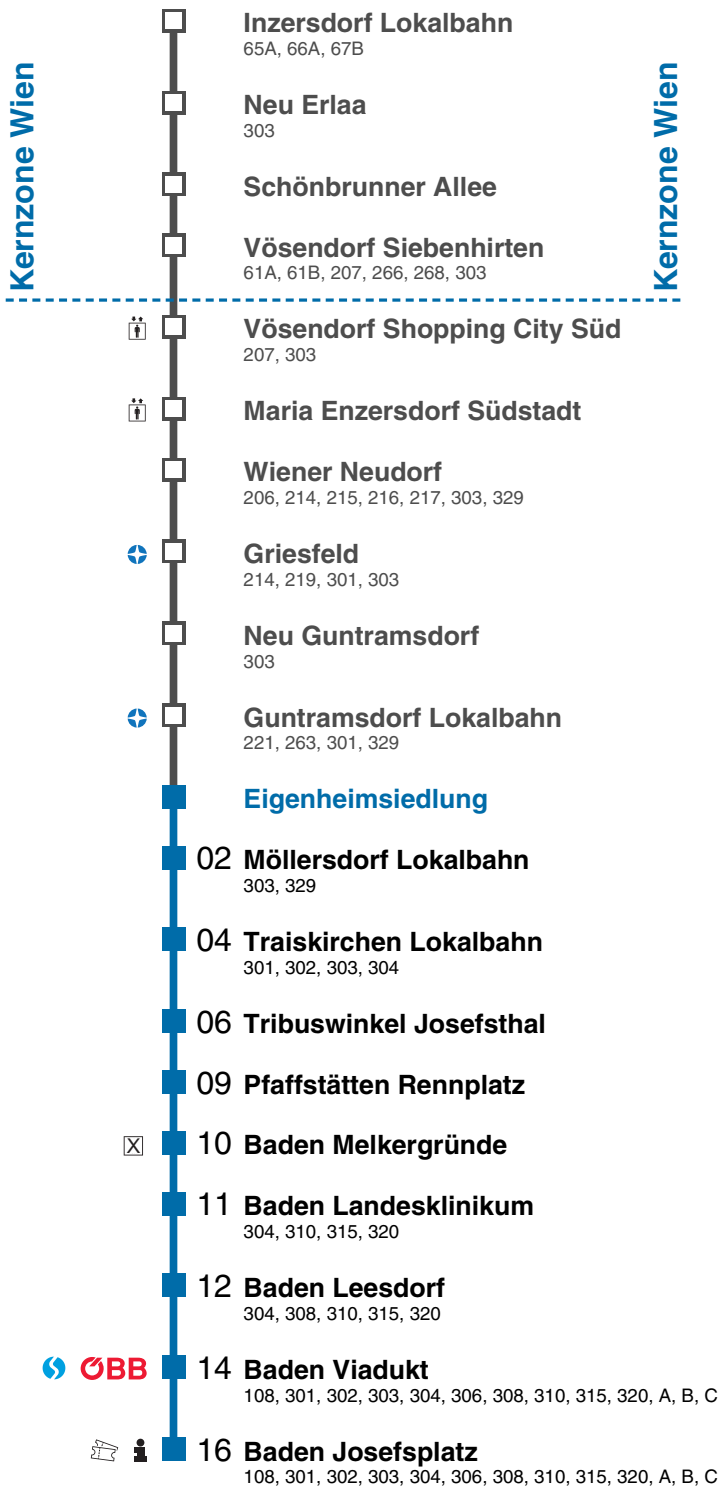 Inzersdorf Lokalbahn
65A, 66A, 67B
Kernzone Wien
Kernzone Wien
Neu Erlaa
303
Schönbrunner Allee
Vösendorf Siebenhirten
61A, 61B, 207, 266, 268, 303
Vösendorf Shopping City Süd
207, 303
Maria Enzersdorf Südstadt
Wiener Neudorf
206, 214, 215, 216, 217, 303, 329
Griesfeld
214, 219, 301, 303
Neu Guntramsdorf
303
Guntramsdorf Lokalbahn
221, 263, 301, 329
Eigenheimsiedlung
02 Möllersdorf Lokalbahn
303, 329
04 Traiskirchen Lokalbahn
301, 302, 303, 304
06 Tribuswinkel Josefsthal
09 Pfaffstätten Rennplatz
X 10 Baden Melkergründe
11 Baden Landesklinikum
304, 310, 315, 320
12 Baden Leesdorf
304, 308, 310, 315, 320
ÖBB 14 Baden Viadukt
108, 301, 302, 303, 304, 306, 308, 310, 315, 320, A, B, C
16 Baden Josefsplatz
108, 301, 302, 303, 304, 306, 308, 310, 315, 320, A, B, C